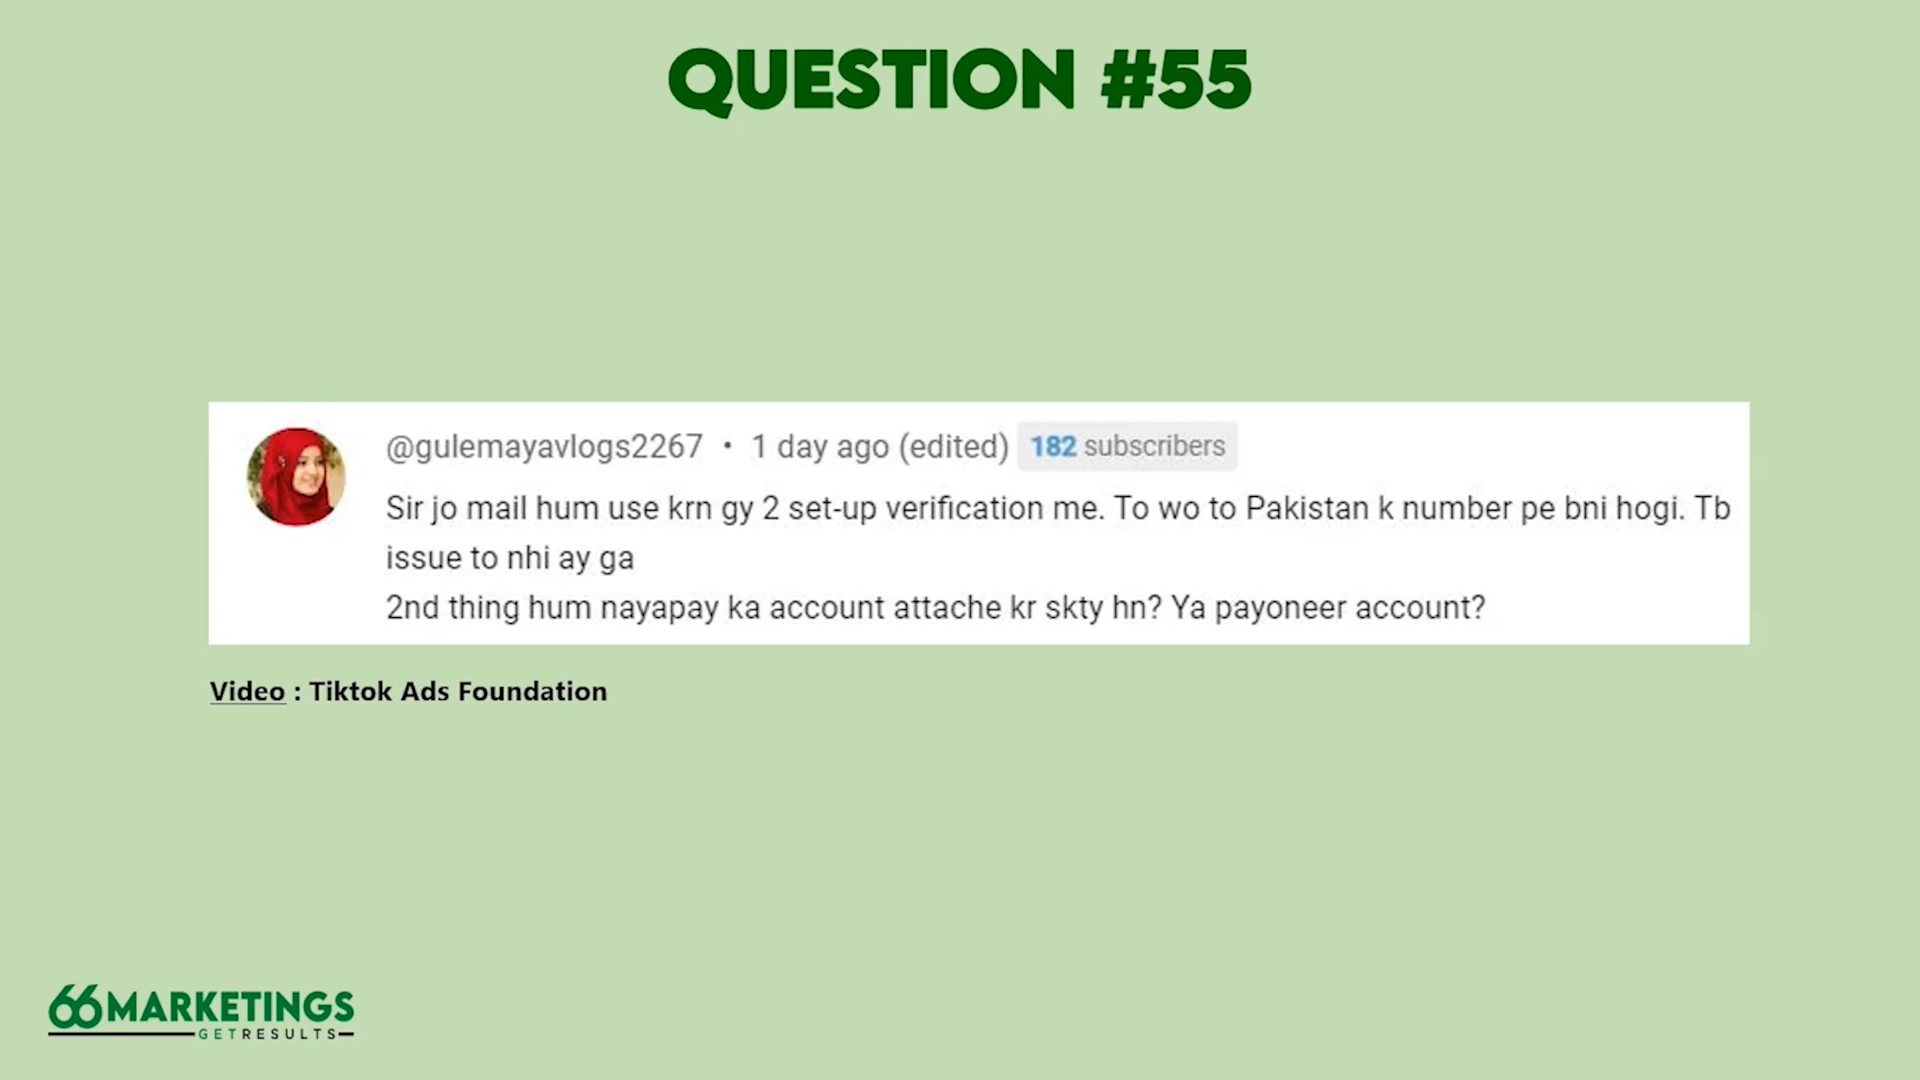 QUESTION #55
@gulemayavlogs2267 • 1 day ago (edited) 182 subscribers
Sir jo mail hum use krn gy 2 set-up verification me. To wo to Pakistan k number pe bni hogi. Tb
issue to nhi ay ga
2nd thing hum nayapay ka account attache kr skty hn? Ya payoneer account?
Video : Tiktok Ads Foundation
66MARKETINGS
GETRESULTS